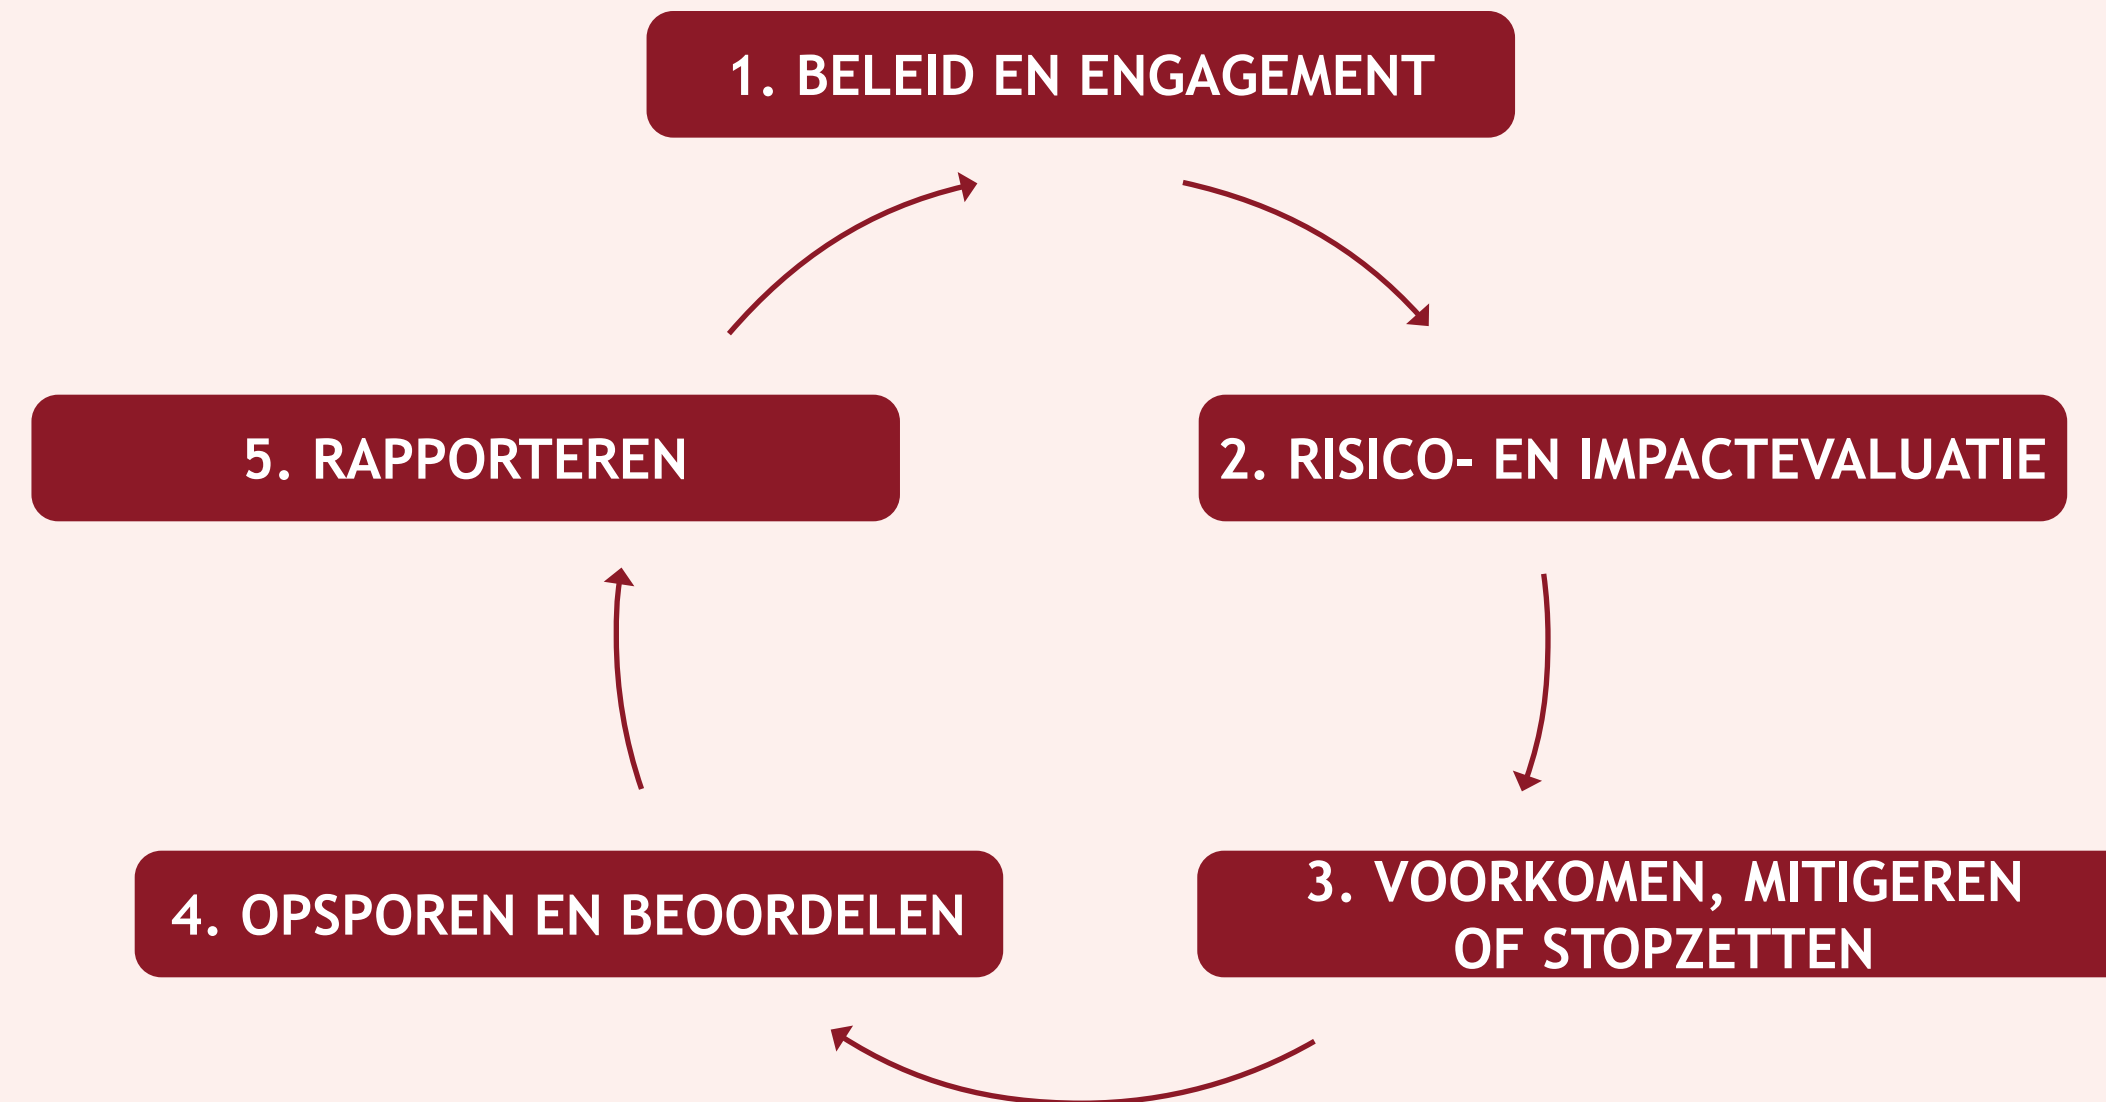 1. BELEID EN ENGAGEMENT
2. RISICO- EN IMPACTEVALUATIE
3. VOORKOMEN, MITIGEREN
OF STOPZETTEN
4. OPSPOREN EN BEOORDELEN
5. RAPPORTEREN